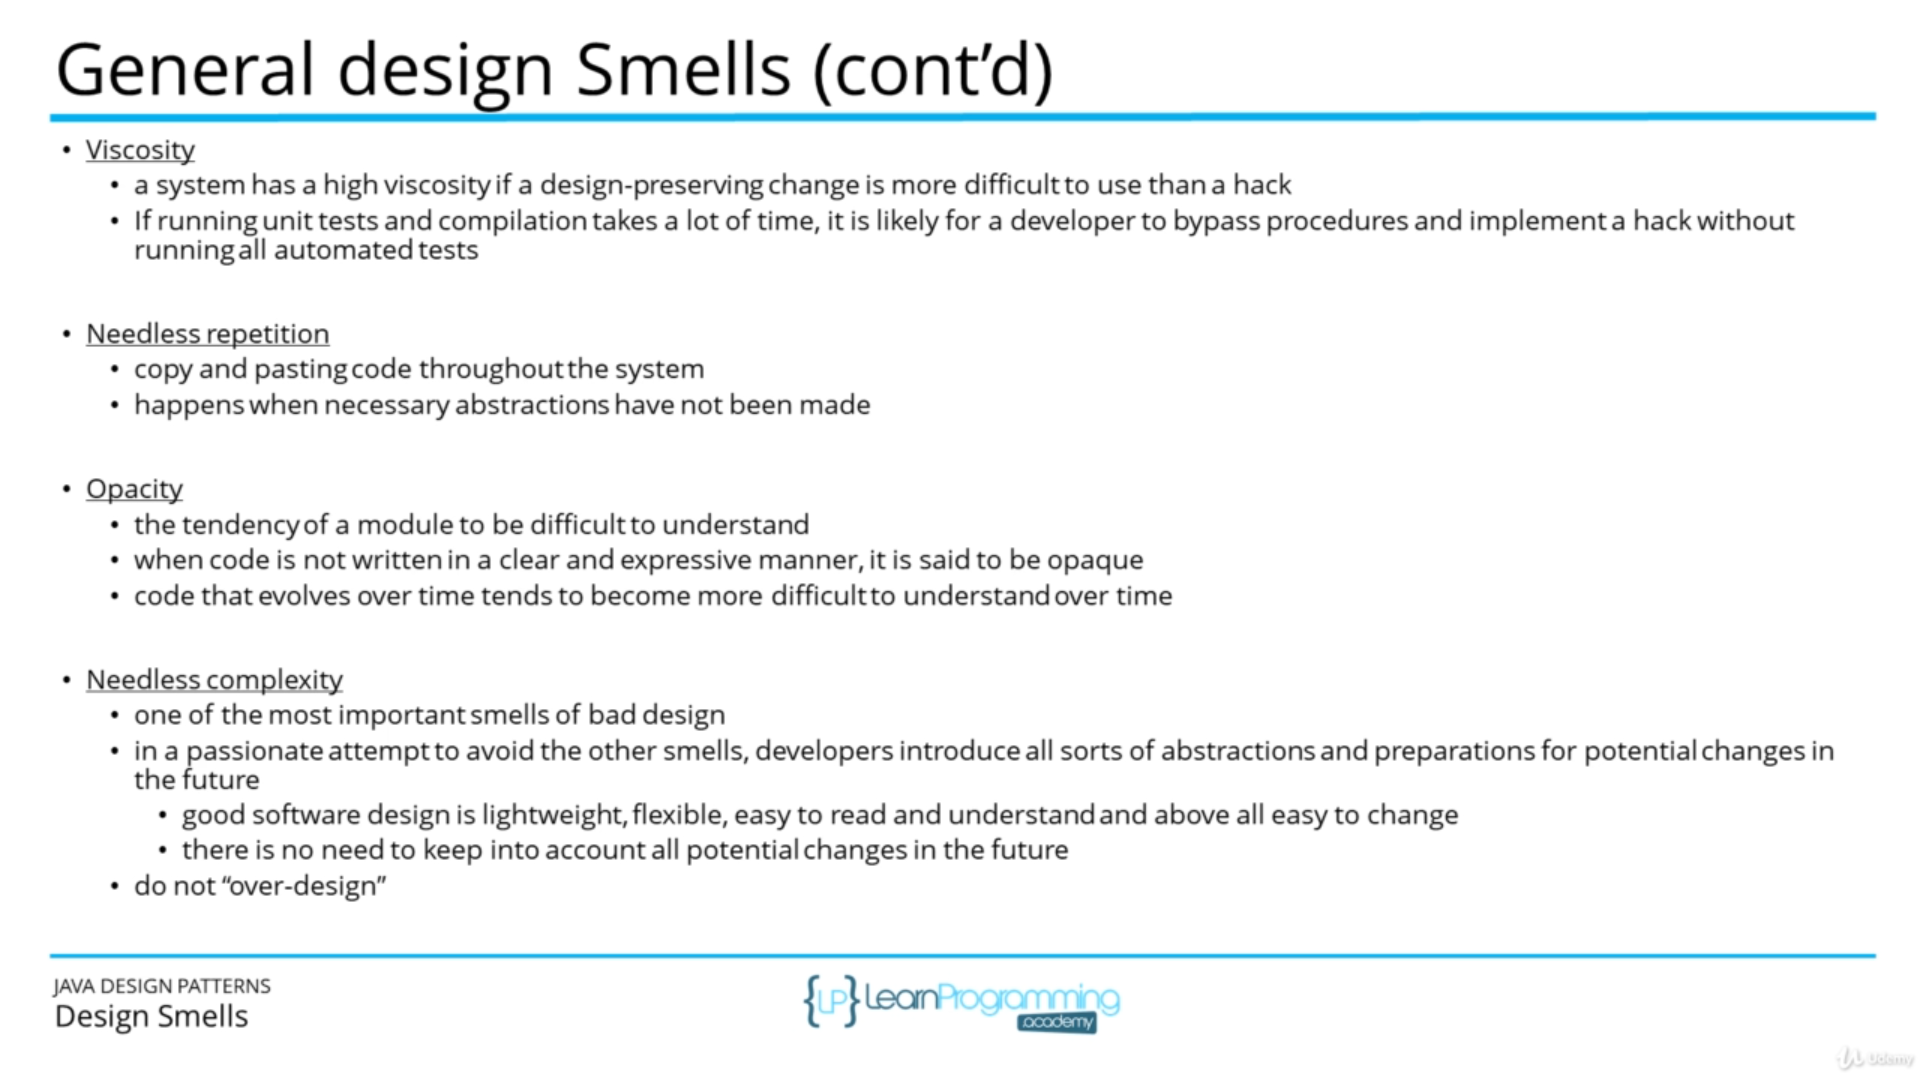 General design Smells (cont’d)
• Viscosity
• a system has a high viscosity if a design-preserving change is more difficult to use than a hack
• If running unit tests and compilation takes a lot of time, it is likely for a developer to bypass procedures and implement a hack without
running all automated tests
• Needless repetition
• copy and pasting code throughout the system
• happens when necessary abstractions have not been made
• Opacity
• the tendency of a module to be difficult to understand
• when code is not written in a clear and expressive manner, it is said to be opaque
• code that evolves over time tends to become more difficult to understand over time
• Needless complexity
• one of the most important smells of bad design
• in a passionate attempt to avoid the other smells, developers introduce all sorts of abstractions and preparations for potential changes in
the future
• good software design is lightweight, flexible, easy to read and understand and above all easy to change
• there is no need to keep into account all potential changes in the future
• do not “over-design”
JAVA DESIGN PATTERNS
Design Smells
{LP} LearnProgramming
academy
Udemy